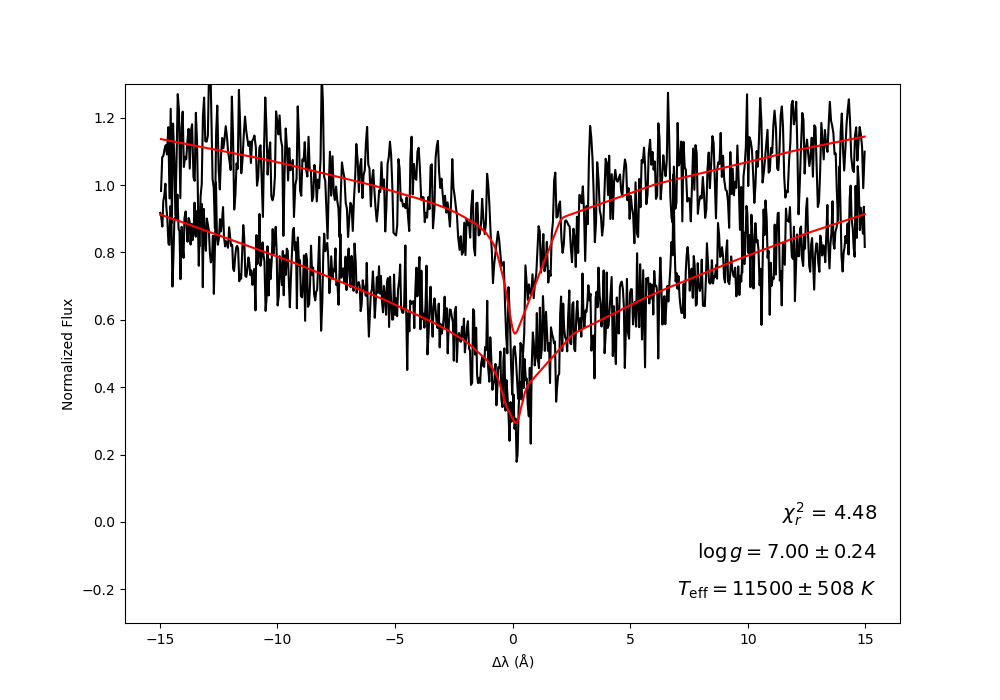 1.2
1.0
0.8
0.6
0.4
0.2
0.0
−0.2
Normalized Flux
χ²ᵣ = 4.48
log g = 7.00 ± 0.24
T_eff = 11500 ± 508 K
−15 −10 −5 0 5 10 15
Δλ (Å)